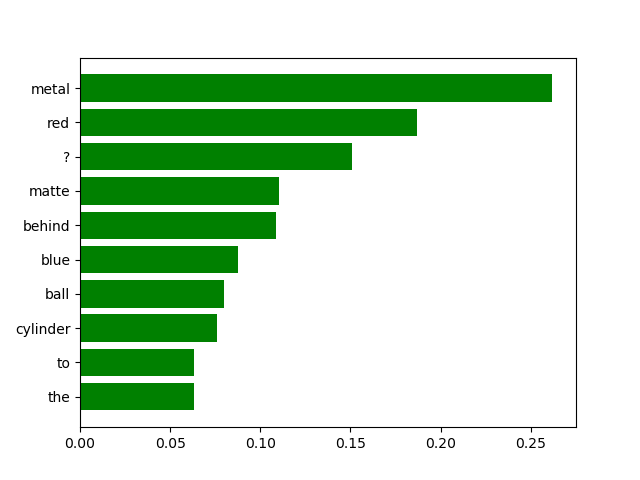 metal
red
?
matte
behind
blue
ball
cylinder
to
the
0.00 0.05 0.10 0.15 0.20 0.25